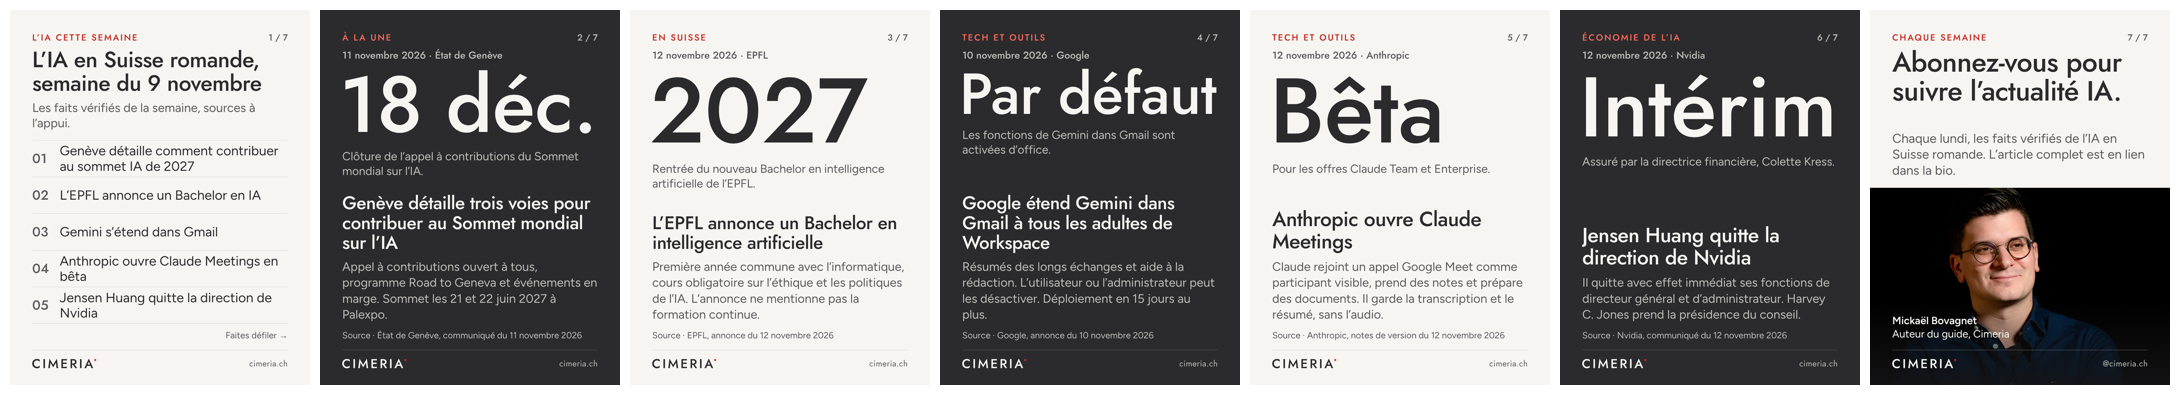 L’IA CETTE SEMAINE
1 / 7
L’IA en Suisse romande,
semaine du 9 novembre
Les faits vérifiés de la semaine, sources à
l’appui.
01 Genève détaille comment contribuer
au sommet IA de 2027
02 L’EPFL annonce un Bachelor en IA
03 Gemini s’étend dans Gmail
04 Anthropic ouvre Claude Meetings en
bêta
05 Jensen Huang quitte la direction de
Nvidia
Faites défiler →
CIMERIA
cimeria.ch
À LA UNE
2 / 7
11 novembre 2026 · État de Genève
18 déc.
Clôture de l’appel à contributions du Sommet
mondial sur l’IA.
Genève détaille trois voies pour
contribuer au Sommet mondial
sur l’IA
Appel à contributions ouvert à tous,
programme Road to Geneva et événements en
marge. Sommet les 21 et 22 juin 2027 à
Palexpo.
Source · État de Genève, communiqué du 11 novembre 2026
CIMERIA
cimeria.ch
EN SUISSE
3 / 7
12 novembre 2026 · EPFL
2027
Rentrée du nouveau Bachelor en intelligence
artificielle de l’EPFL.
L’EPFL annonce un Bachelor en
intelligence artificielle
Première année commune avec l’informatique,
cours obligatoire sur l’éthique et les politiques
de l’IA. L’annonce ne mentionne pas la
formation continue.
Source · EPFL, annonce du 12 novembre 2026
CIMERIA
cimeria.ch
TECH ET OUTILS
4 / 7
10 novembre 2026 · Google
Par défaut
Les fonctions de Gemini dans Gmail sont
activées d’office.
Google étend Gemini dans
Gmail à tous les adultes de
Workspace
Résumés des longs échanges et aide à la
rédaction. L’utilisateur ou l’administrateur peut
les désactiver. Déploiement en 15 jours au
plus.
Source · Google, annonce du 10 novembre 2026
CIMERIA
cimeria.ch
TECH ET OUTILS
5 / 7
12 novembre 2026 · Anthropic
Bêta
Pour les offres Claude Team et Enterprise.
Anthropic ouvre Claude
Meetings
Claude rejoint un appel Google Meet comme
participant visible, prend des notes et prépare
des documents. Il garde la transcription et le
résumé, sans l’audio.
Source · Anthropic, notes de version du 12 novembre 2026
CIMERIA
cimeria.ch
ÉCONOMIE DE L’IA
6 / 7
12 novembre 2026 · Nvidia
Intérim
Assuré par la directrice financière, Colette Kress.
Jensen Huang quitte la
direction de Nvidia
Il quitte avec effet immédiat ses fonctions de
directeur général et d’administrateur. Harvey
C. Jones prend la présidence du conseil.
Source · Nvidia, communiqué du 12 novembre 2026
CIMERIA
cimeria.ch
CHAQUE SEMAINE
7 / 7
Abonnez-vous pour
suivre l’actualité IA.
Chaque lundi, les faits vérifiés de l’IA en
Suisse romande. L’article complet est en lien
dans la bio.
Mickaël Bovagnet
Auteur du guide, Cimeria
CIMERIA
@cimeria.ch